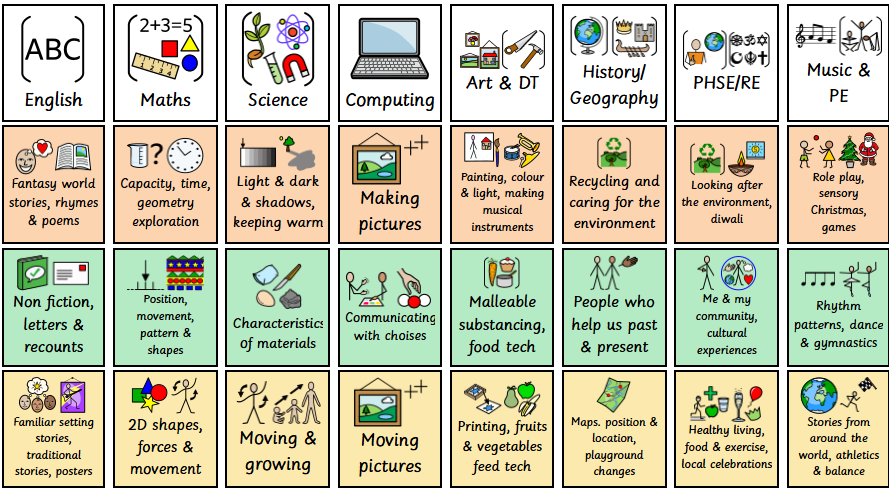 ABC
English
2+3=5
1 2 3 4
Maths
Science
Computing
Art & DT
History/
Geography
PHSE/RE
Music &
PE
Fantasy world
stories, rhymes
& poems
?
Capacity, time,
geometry
exploration
Light & dark
& shadows,
keeping warm
++
Making
pictures
Painting, colour
& light, making
musical
instruments
Recycling and
caring for the
environment
Looking after
the environment,
diwali
Role play,
sensory
Christmas,
games
Non fiction,
letters &
recounts
Position,
movement,
pattern &
shapes
Characteristics
of materials
Communicating
with choises
Malleable
substancing,
food tech
People who
help us past
& present
Me & my
community,
cultural
experiences
Rhythm
patterns, dance
& gymnastics
Familiar setting
stories,
traditional
stories, posters
2D shapes,
forces &
movement
Moving &
growing
++
Moving
pictures
Printing, fruits
& vegetables
feed tech
Maps. position &
location,
playground
changes
Healthy living,
food & exercise,
local celebrations
Stories from
around the
world, athletics
& balance